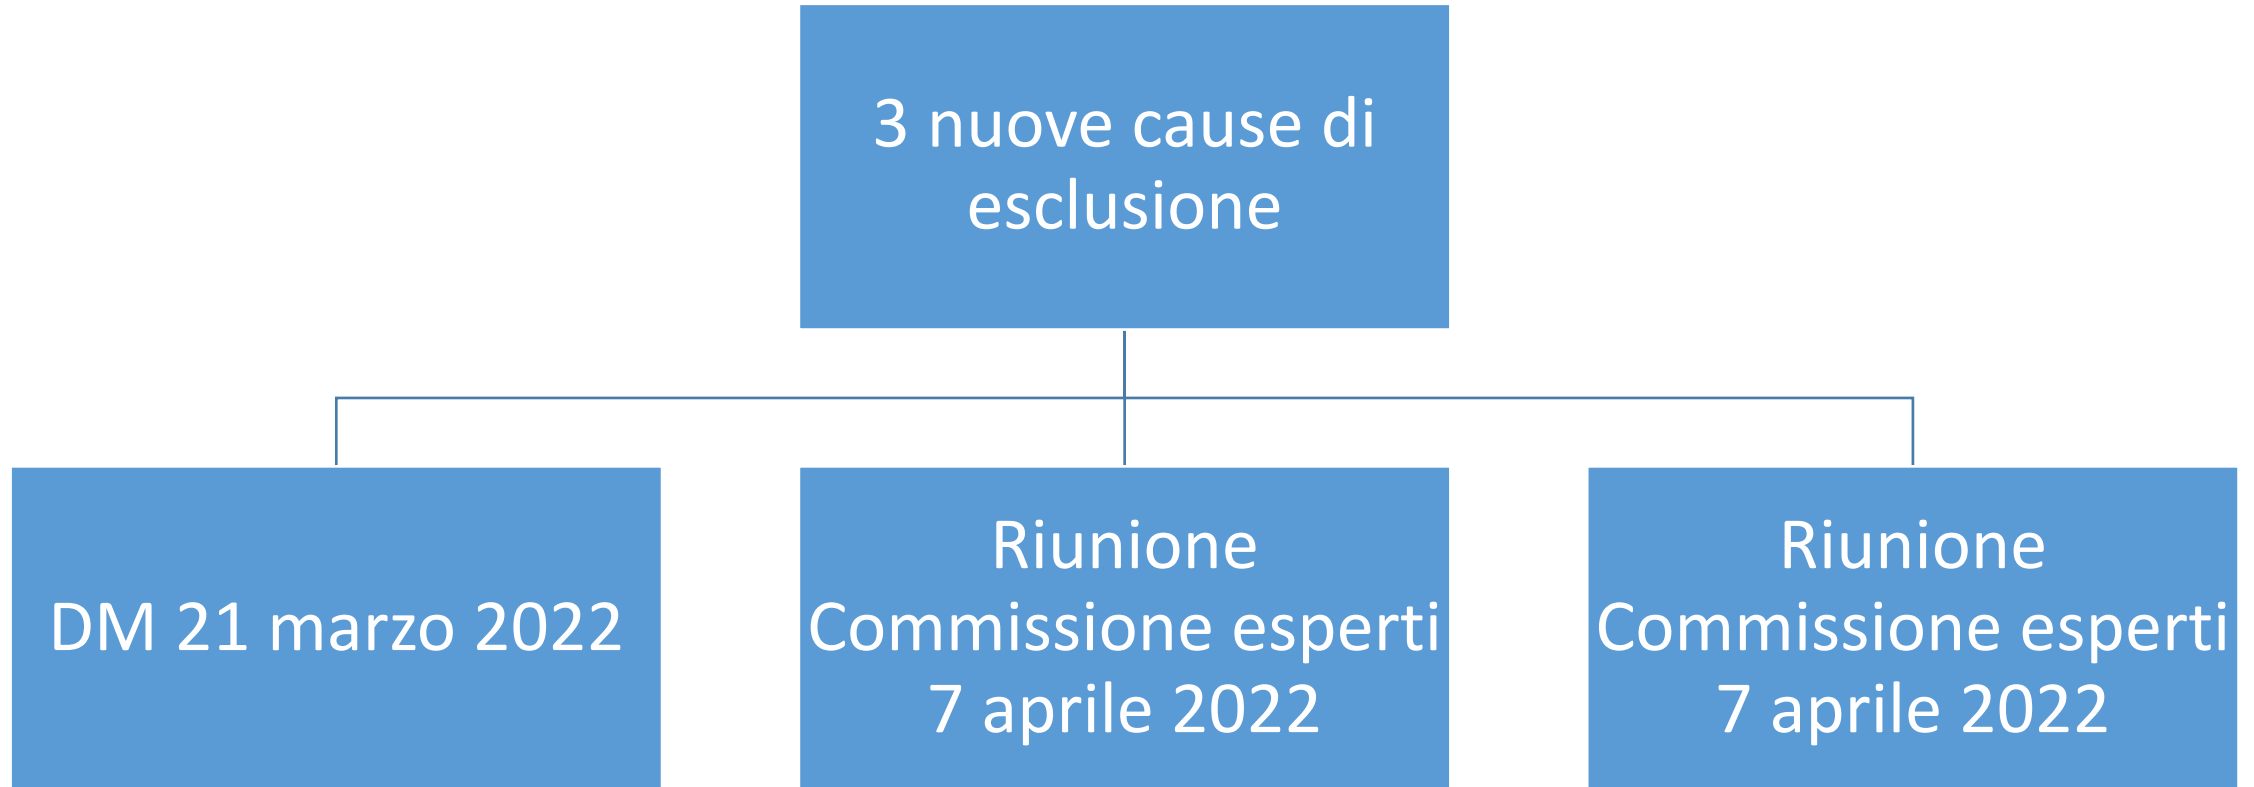 3 nuove cause di
esclusione
DM 21 marzo 2022
Riunione
Commissione esperti
7 aprile 2022
Riunione
Commissione esperti
7 aprile 2022